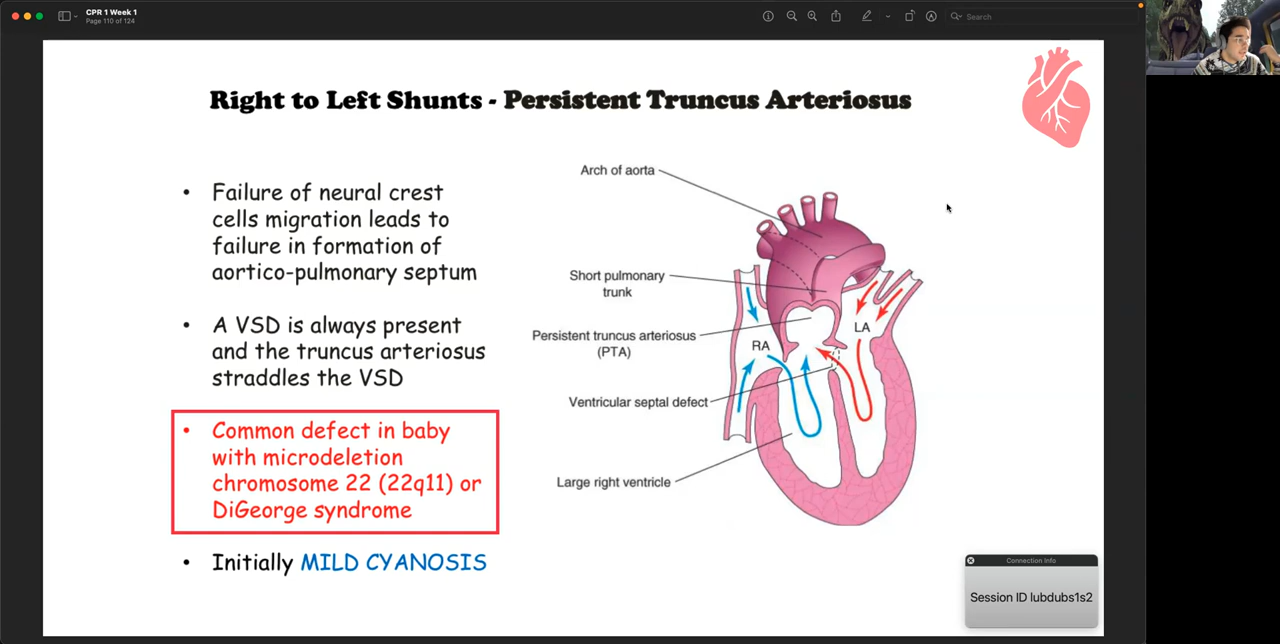 CPR 1 Week 1
Page 110 of 124
Search
Right to Left Shunts - Persistent Truncus Arteriosus
• Failure of neural crest
cells migration leads to
failure in formation of
aortico-pulmonary septum
• A VSD is always present
and the truncus arteriosus
straddles the VSD
• Common defect in baby
with microdeletion
chromosome 22 (22q11) or
DiGeorge syndrome
• Initially MILD CYANOSIS
Arch of aorta
Short pulmonary
trunk
Persistent truncus arteriosus
(PTA)
Ventricular septal defect
Large right ventricle
RA
LA
Connection Info
Session ID lubdubs1s2